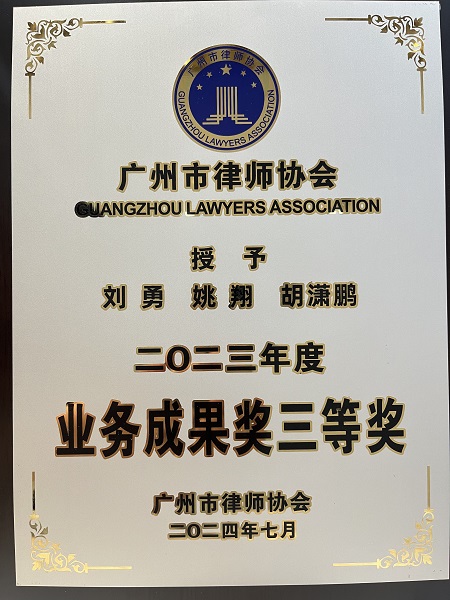 广州市律师协会
GUANGZHOU LAWYERS ASSOCIATION
广州市律师协会
GUANGZHOU LAWYERS ASSOCIATION
授 予
刘 勇 姚 翔 胡潇鹏
二〇二三年度
业务成果奖三等奖
广州市律师协会
二〇二四年七月